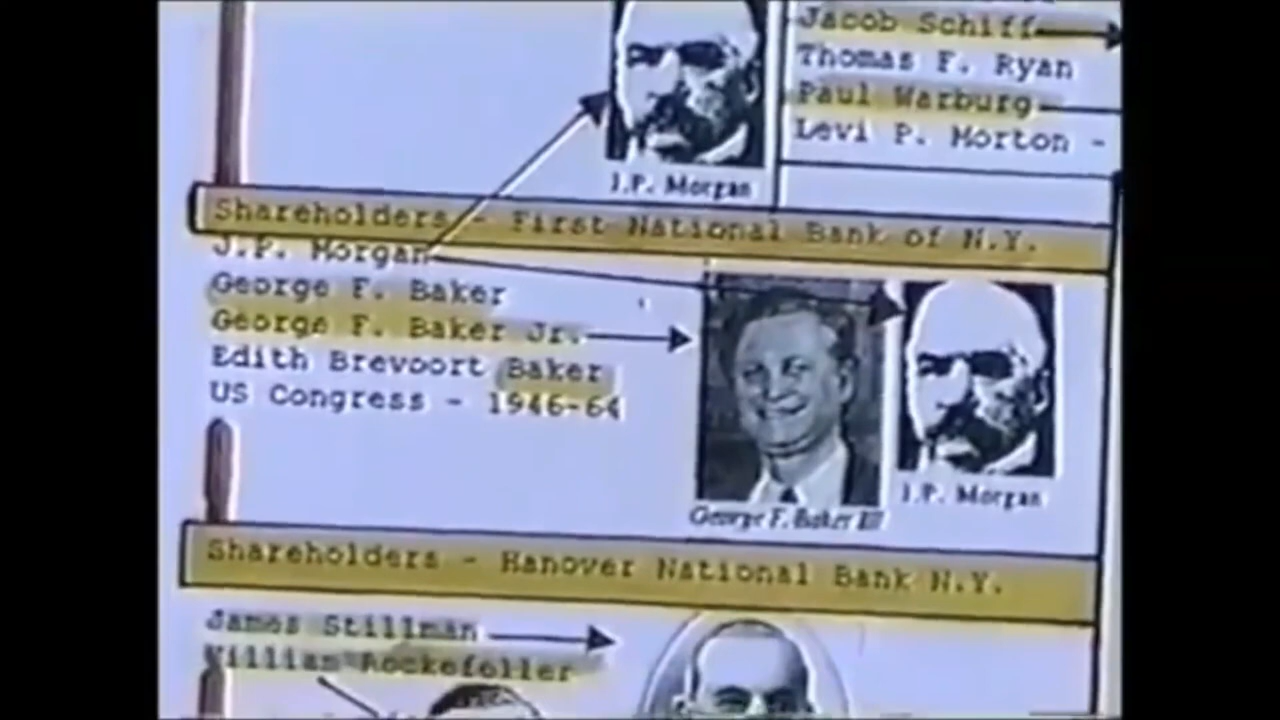 Jacob Schiff
Thomas F. Ryan
Paul Warburg
Levi P. Morton -
J.P. Morgan
Shareholders - First National Bank of N.Y.
J.P. Morgan
George F. Baker
George F. Baker Jr.
Edith Brevoort Baker
US Congress - 1946-64
George F. Baker III
J.P. Morgan
Shareholders - Hanover National Bank N.Y.
James Stillman
William Rockefeller